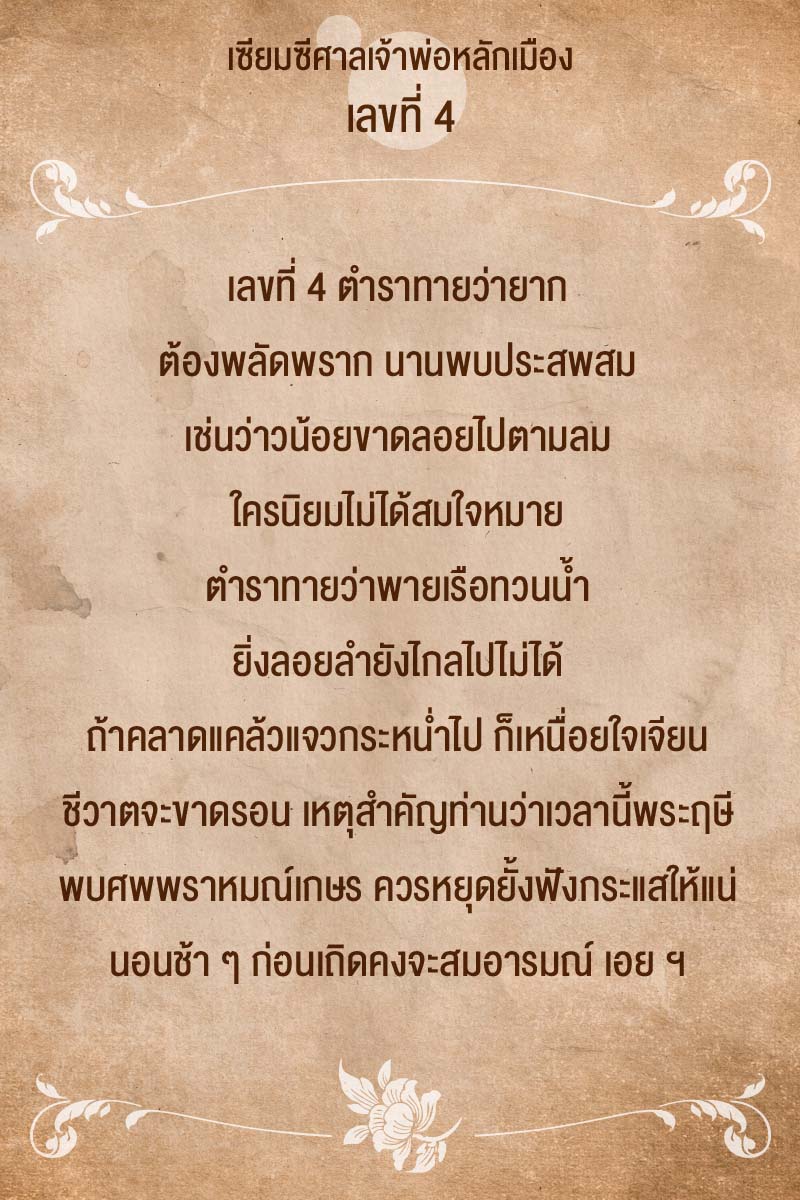 เซียมซีศาลเจ้าพ่อหลักเมือง
เลขที่ 4
เลขที่ 4 ตำราทายว่ายาก
ต้องพลัดพราก นานพบประสพสม
เช่นว่าวน้อยขาดลอยไปตามลม
ใครนิยมไม่ได้สมใจหมาย
ตำราทายว่าพายเรือทวนน้ำ
ยิ่งลอยลำยังไกลไปไม่ได้
ถ้าคลาดแคล้วแจวกระหน่ำไป ก็เหนื่อยใจเจียน
ชีวาตจะขาดรอน เหตุสำคัญท่านว่าเวลานี้พระฤษี
พบศพพราหมณ์เกษร ควรหยุดยั้งฟังกระแสให้แน่
นอนช้า ๆ ก่อนเถิดคงจะสมอารมณ์ เอย ฯ